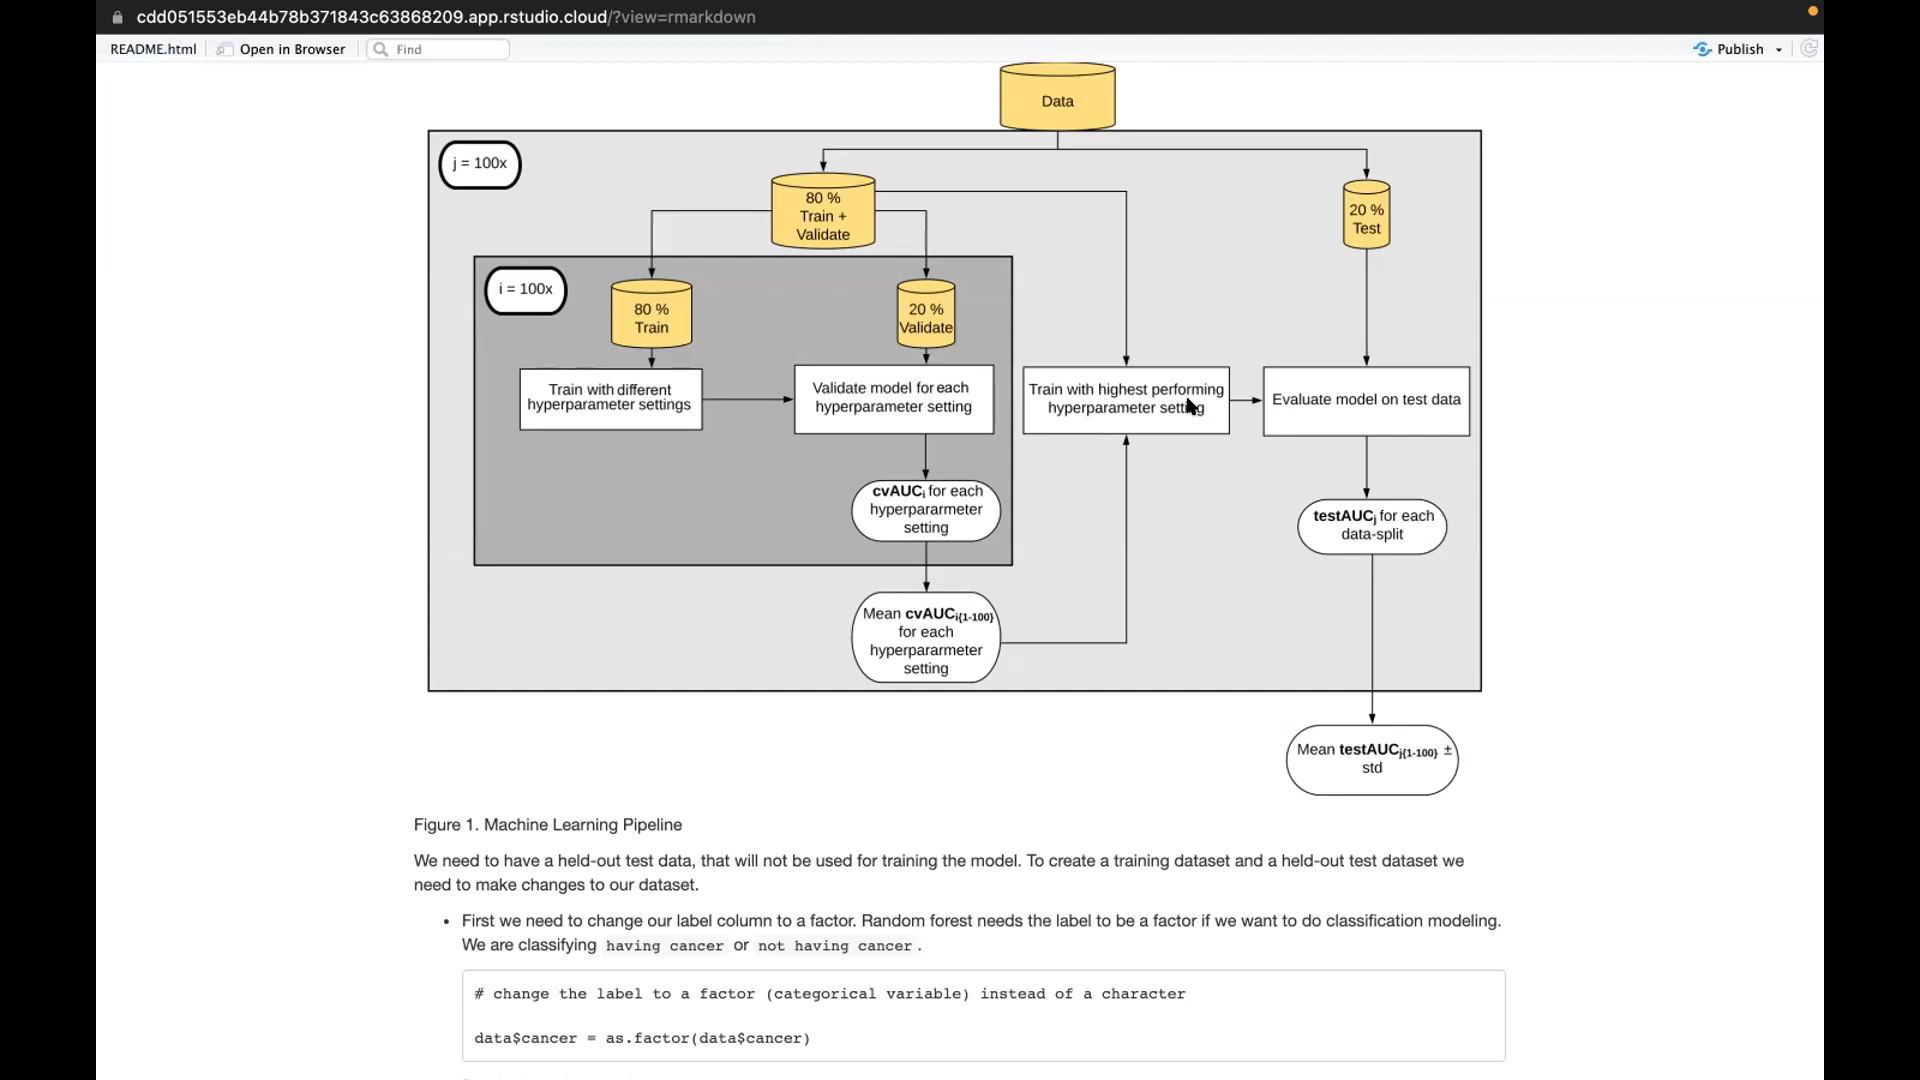 cdd051553eb44b78b371843c63868209.app.rstudio.cloud/?view=rmarkdown
README.html
Open in Browser
Find
Publish
Data
j = 100x
80 %
Train +
Validate
20 %
Test
i = 100x
80 %
Train
20 %
Validate
Train with different
hyperparameter settings
Validate model for each
hyperparameter setting
Train with highest performing
hyperparameter setting
Evaluate model on test data
cvAUCi for each
hyperpararmeter
setting
testAUCj for each
data-split
Mean cvAUCi{1-100}
for each
hyperpararmeter
setting
Mean testAUCj{1-100} ±
std
Figure 1. Machine Learning Pipeline
We need to have a held-out test data, that will not be used for training the model. To create a training dataset and a held-out test dataset we
need to make changes to our dataset.
• First we need to change our label column to a factor. Random forest needs the label to be a factor if we want to do classification modeling.
We are classifying having cancer or not having cancer.
# change the label to a factor (categorical variable) instead of a character
data$cancer = as.factor(data$cancer)